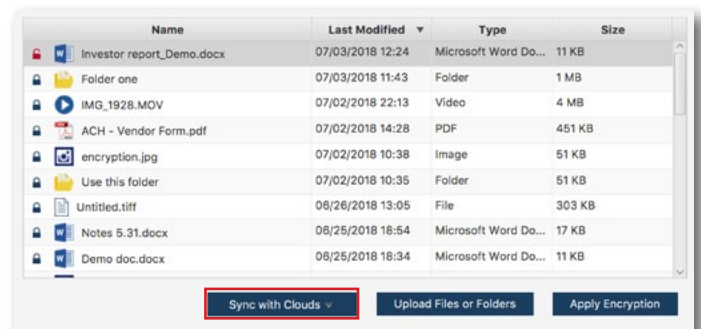 Name Last Modified ▼ Type Size
Investor report_Demo.docx 07/03/2018 12:24 Microsoft Word Do... 11 KB
Folder one 07/03/2018 11:43 Folder 1 MB
IMG_1928.MOV 07/02/2018 22:13 Video 4 MB
ACH - Vendor Form.pdf 07/02/2018 14:28 PDF 451 KB
encryption.jpg 07/02/2018 10:38 Image 51 KB
Use this folder 07/02/2018 10:35 Folder 51 KB
Untitled.tiff 06/26/2018 13:05 File 303 KB
Notes 5.31.docx 06/25/2018 18:54 Microsoft Word Do... 17 KB
Demo doc.docx 06/25/2018 18:34 Microsoft Word Do... 11 KB
Sync with Clouds Upload Files or Folders Apply Encryption